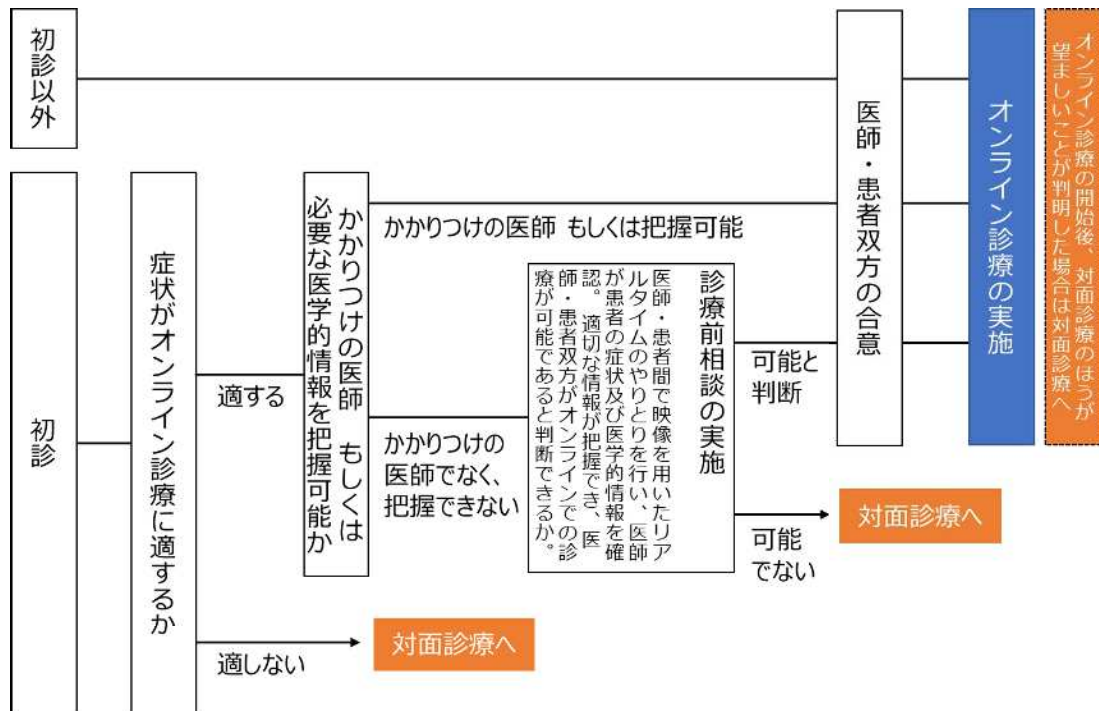 初診以外
初診
症状がオンライン診療に適するか
適する
適しない
対面診療へ
かかりつけの医師 もしくは
必要な医学的情報を把握可能か
かかりつけの医師 もしくは把握可能
かかりつけの
医師でなく、
把握できない
診療前相談の実施
医師・患者間で映像を用いたリア
ルタイムのやりとりを行い、医師
が患者の症状及び医学的情報を確
認。適切な情報が把握でき、医
師・患者双方がオンラインでの診
療が可能であると判断できるか。
可能と
判断
可能
でない
対面診療へ
医師・患者双方の合意
オンライン診療の実施
オンライン診療の開始後、対面診療のほうが
望ましいことが判明した場合は対面診療へ